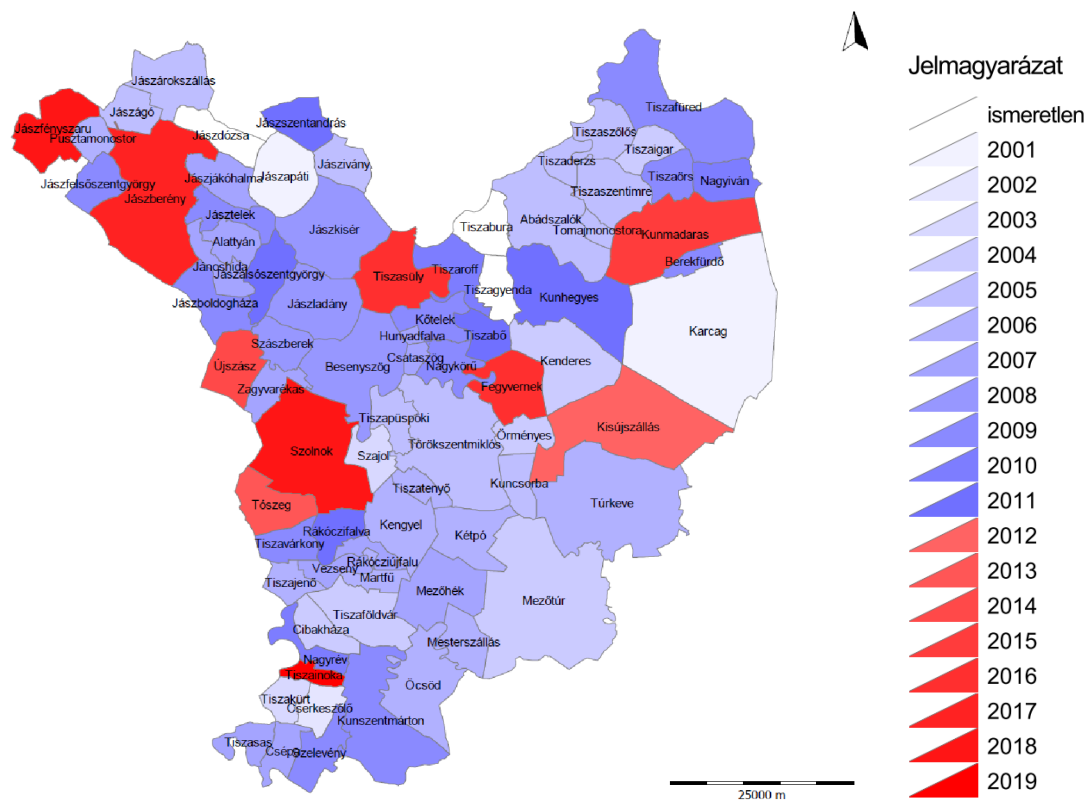 Jelmagyarázat
ismeretlen
2001
2002
2003
2004
2005
2006
2007
2008
2009
2010
2011
2012
2013
2014
2015
2016
2017
2018
2019
Jászárokszállás
Jászágó
Jászfényszaru
Pusztamonostor
Jászdózsa
Jászszentandrás
Jászapáti
Jászivány
Jászfelsőszentgyörgy
Jászberény
Jászjákóhalma
Jásztelek
Alattyán
Jánoshida
Jászalsószentgyörgy
Jászkisér
Jászboldogháza
Jászladány
Szászberek
Újszász
Zagyvarékas
Besenyszög
Tiszasüly
Tiszaroff
Tiszagyenda
Tiszabura
Kőtelek
Hunyadfalva
Tiszabő
Csataszög
Nagykörű
Fegyvernek
Kenderes
Kunhegyes
Tiszafüred
Tiszaszőlős
Tiszaigar
Tiszaderzs
Tiszaszentimre
Tiszaörs
Nagyiván
Abádszalók
Tomajmonostora
Kunmadaras
Berekfürdő
Karcag
Kisújszállás
Örményes
Kuncsorba
Túrkeve
Tiszapüspöki
Törökszentmiklós
Szajol
Szolnok
Tószeg
Tiszatenyő
Rákóczifalva
Kengyel
Kétpó
Tiszavárkony
Rákócziújfalu
Vezseny
Martfű
Tiszajenő
Mezőhék
Mezőtúr
Tiszaföldvár
Cibakháza
Mesterszállás
Nagyrév
Tiszainoka
Öcsöd
Tiszakürt
Cserkeszőlő
Kunszentmárton
Tiszasas
Csépa
Szelevény
25000 m